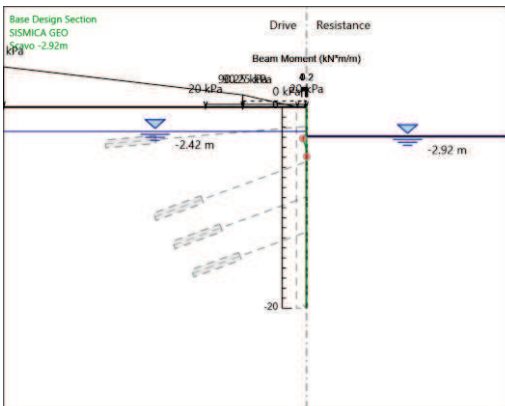 Base Design Section
SISMICA GEO
Scavo -2.92m
Drive
Resistance
kPa
Beam Moment (kN*m/m)
20 kPa
0 kPa
20 kPa
0
-2.42 m
-2.92 m
-20